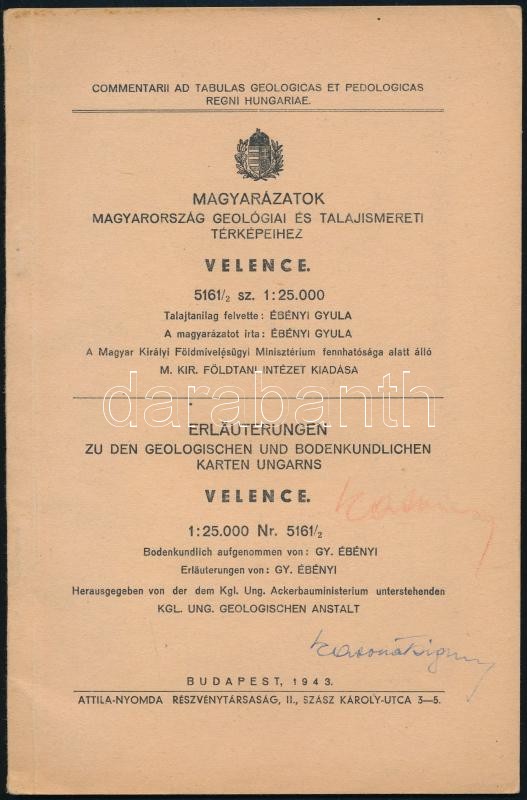 COMMENTARII AD TABULAS GEOLOGICAS ET PEDOLOGICAS
REGNI HUNGARIAE.
MAGYARÁZATOK
MAGYARORSZÁG GEOLÓGIAI ÉS TALAJISMERETI
TÉRKÉPEIHEZ
VELENCE.
5161/2 sz. 1:25.000
Talajtanilag felvette: ÉBÉNYI GYULA
A magyarázatot irta: ÉBÉNYI GYULA
A Magyar Királyi Földmivelésügyi Minisztérium fennhatósága alatt álló
M. KIR. FÖLDTANI INTÉZET KIADÁSA
darabanth
ERLÄUTERUNGEN
ZU DEN GEOLOGISCHEN UND BODENKUNDLICHEN
KARTEN UNGARNS
VELENCE.
1:25.000 Nr. 5161/2
Bodenkundlich aufgenommen von: GY. ÉBÉNYI
Erläuterungen von: GY. ÉBÉNYI
Herausgegeben von der dem Kgl. Ung. Ackerbauministerium unterstehenden
KGL. UNG. GEOLOGISCHEN ANSTALT
BUDAPEST, 1943.
ATTILA-NYOMDA RÉSZVÉNYTÁRSASÁG, II., SZÁSZ KÁROLY-UTCA 3—5.